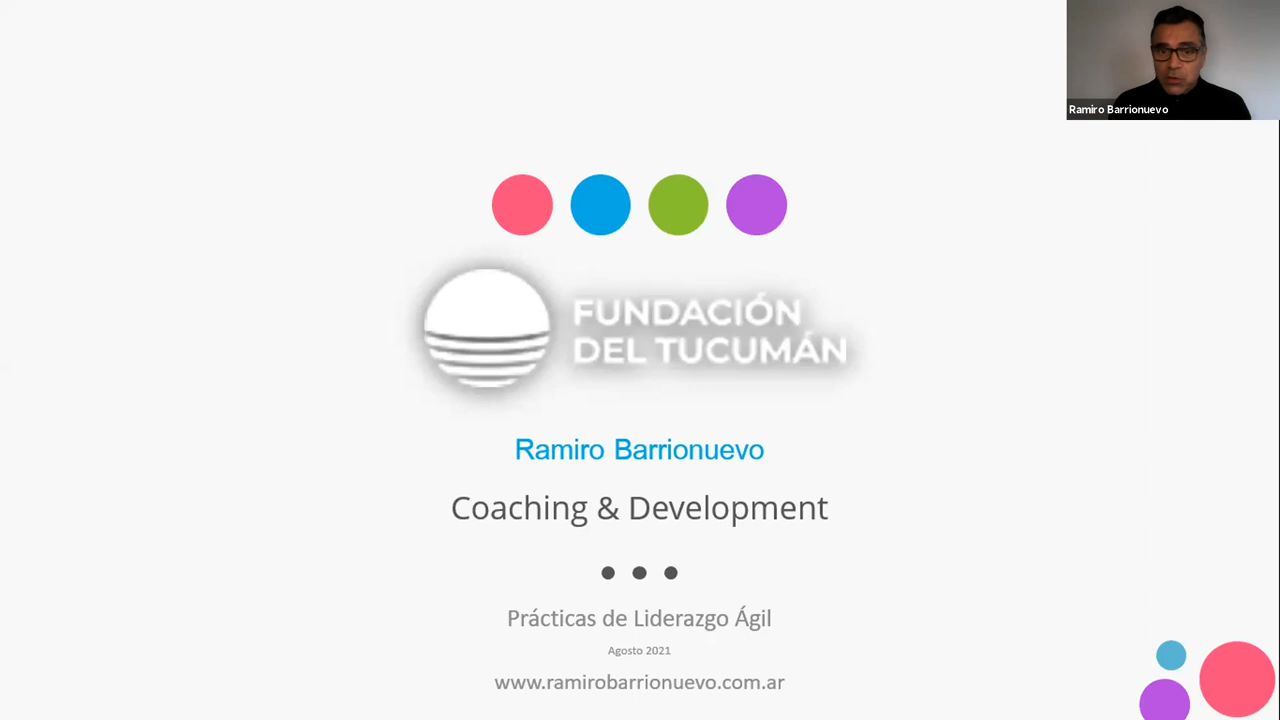 Ramiro Barrionuevo
FUNDACIÓN
DEL TUCUMÁN
Ramiro Barrionuevo
Coaching & Development
Prácticas de Liderazgo Ágil
Agosto 2021
www.ramirobarrionuevo.com.ar